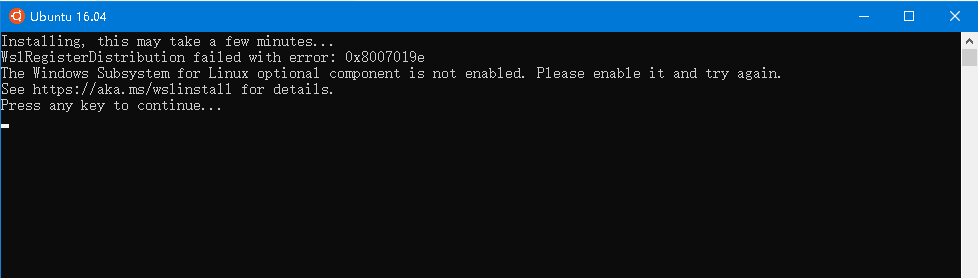 Ubuntu 16.04
Installing, this may take a few minutes...
WslRegisterDistribution failed with error: 0x8007019e
The Windows Subsystem for Linux optional component is not enabled. Please enable it and try again.
See https://aka.ms/wslinstall for details.
Press any key to continue...